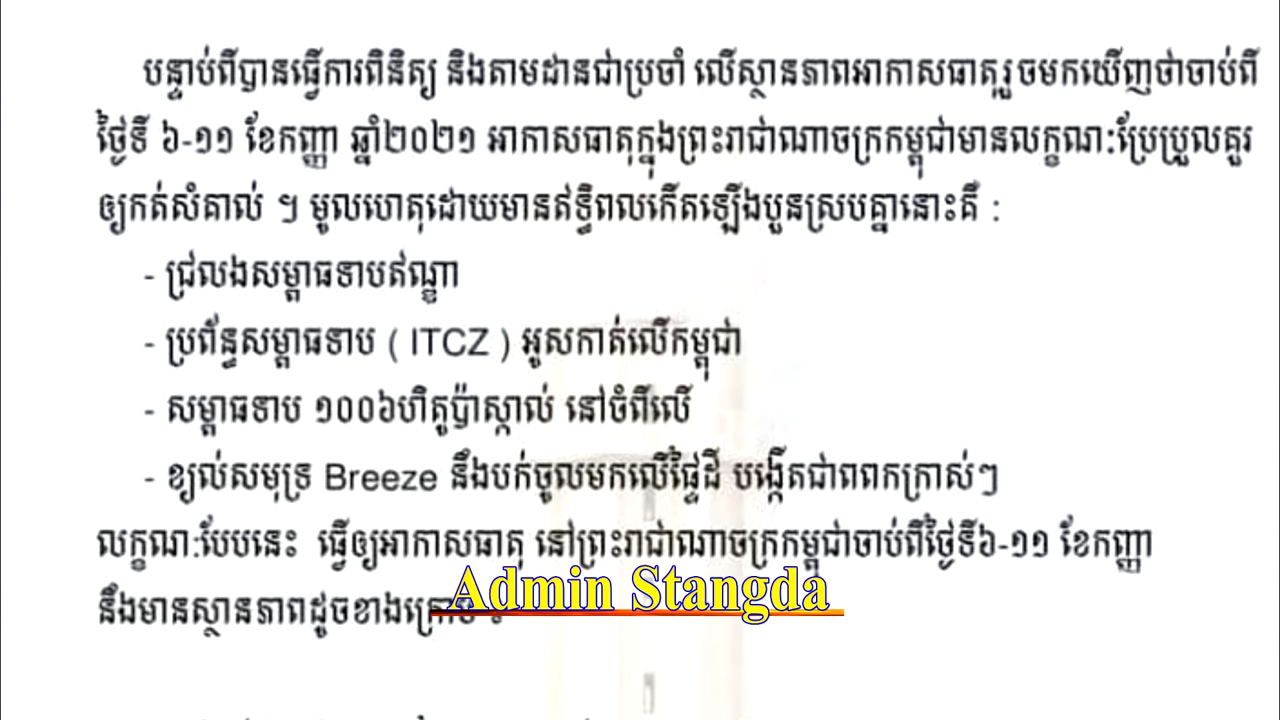 បន្ទាប់ពីបានធ្វើការពិនិត្យ និងតាមដានជាប្រចាំ លើស្ថានភាពអាកាសធាតុរួចមកឃើញថាចាប់ពី
ថ្ងៃទី ៦-១១ ខែកញ្ញា ឆ្នាំ២០២១ អាកាសធាតុក្នុងព្រះរាជាណាចក្រកម្ពុជាមានលក្ខណៈប្រែប្រួលគួរ
ឲ្យកត់សំគាល់ ។ មូលហេតុដោយមានឥទ្ធិពលកើតឡើងបួនស្របគ្នានោះគឺ :
- ជ្រលងសម្ពាធទាបឥណ្ឌា
- ប្រព័ន្ធសម្ពាធទាប ( ITCZ ) អូសកាត់លើកម្ពុជា
- សម្ពាធទាប ១០០៦ហិតូប៉ាស្កាល់ នៅចំពីលើ
- ខ្យល់សមុទ្រ Breeze នឹងបក់ចូលមកលើផ្ទៃដី បង្កើតជាពពកក្រាស់ៗ
លក្ខណៈបែបនេះ ធ្វើឲ្យអាកាសធាតុ នៅព្រះរាជាណាចក្រកម្ពុជាចាប់ពីថ្ងៃទី៦-១១ ខែកញ្ញា
នឹងមានស្ថានភាពដូចខាងក្រោម ៖
Admin Stangda